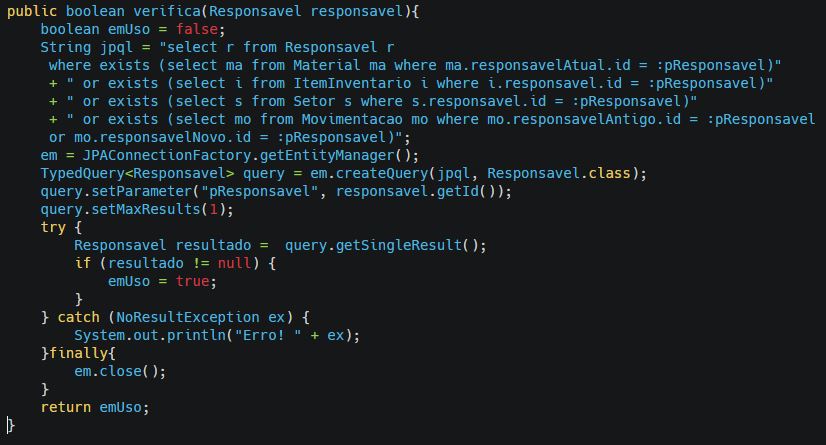 public boolean verifica(Responsavel responsavel){
    boolean emUso = false;
    String jpql = "select r from Responsavel r
     where exists (select ma from Material ma where ma.responsavelAtual.id = :pResponsavel)"
     + " or exists (select i from ItemInventario i where i.responsavel.id = :pResponsavel)"
     + " or exists (select s from Setor s where s.responsavel.id = :pResponsavel)"
     + " or exists (select mo from Movimentacao mo where mo.responsavelAntigo.id = :pResponsavel
     or mo.responsavelNovo.id = :pResponsavel)";
    em = JPAConnectionFactory.getEntityManager();
    TypedQuery<Responsavel> query = em.createQuery(jpql, Responsavel.class);
    query.setParameter("pResponsavel", responsavel.getId());
    query.setMaxResults(1);
    try {
        Responsavel resultado =  query.getSingleResult();
        if (resultado != null) {
            emUso = true;
        }
    } catch (NoResultException ex) {
        System.out.println("Erro! " + ex);
    }finally{
        em.close();
    }
    return emUso;
}